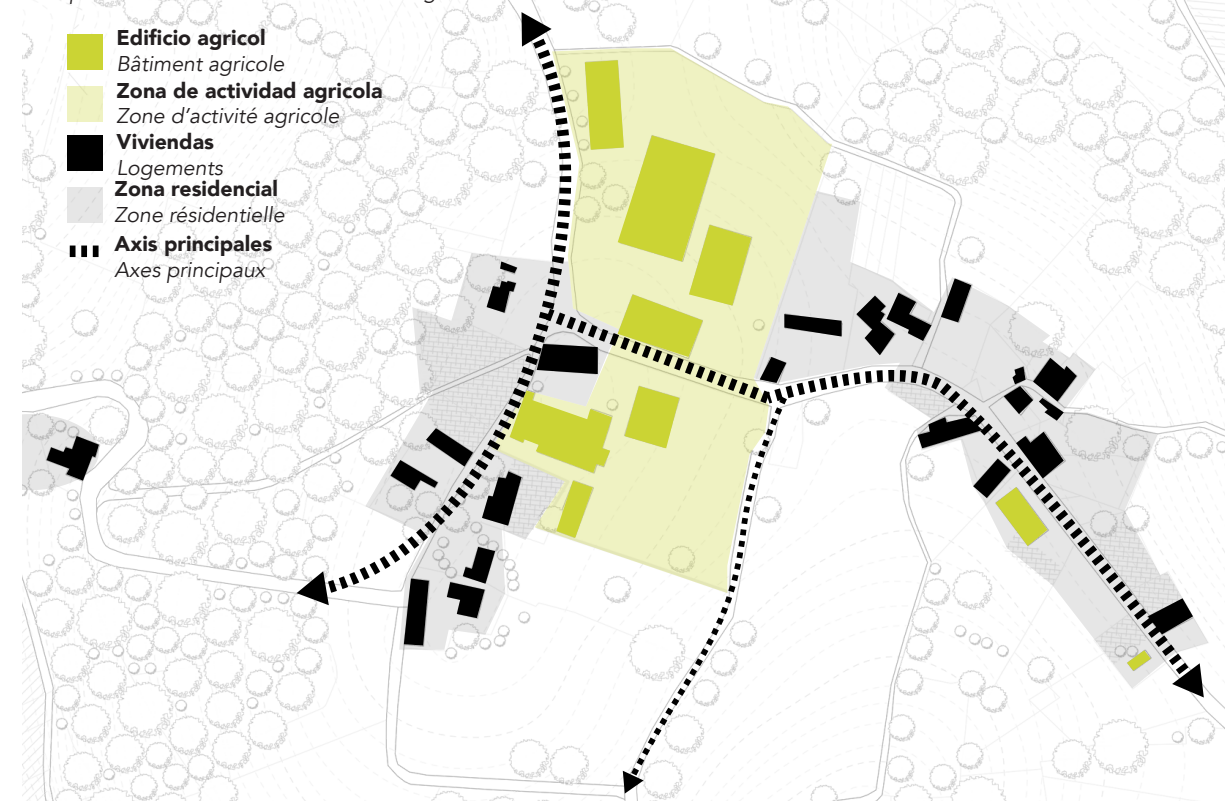 Edificio agricol
Bâtiment agricole
Zona de actividad agricola
Zone d'activité agricole
Viviendas
Logements
Zona residencial
Zone résidentielle
Axis principales
Axes principaux